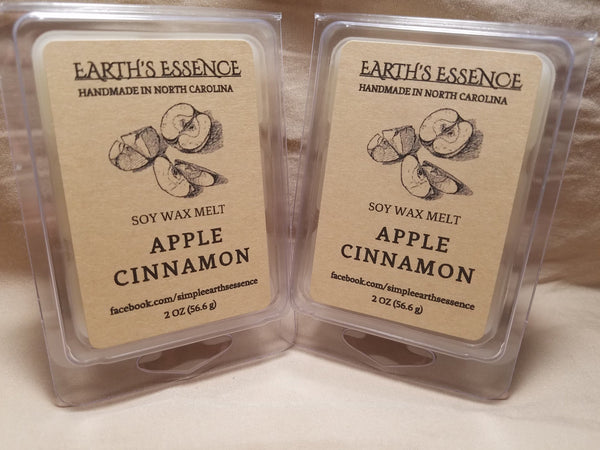 EARTH'S ESSENCE
HANDMADE IN NORTH CAROLINA
SOY WAX MELT
APPLE
CINNAMON
facebook.com/simpleearthsessence
2 OZ (56.6 g)
EARTH'S ESSENCE
HANDMADE IN NORTH CAROLINA
SOY WAX MELT
APPLE
CINNAMON
facebook.com/simpleearthsessence
2 OZ (56.6 g)